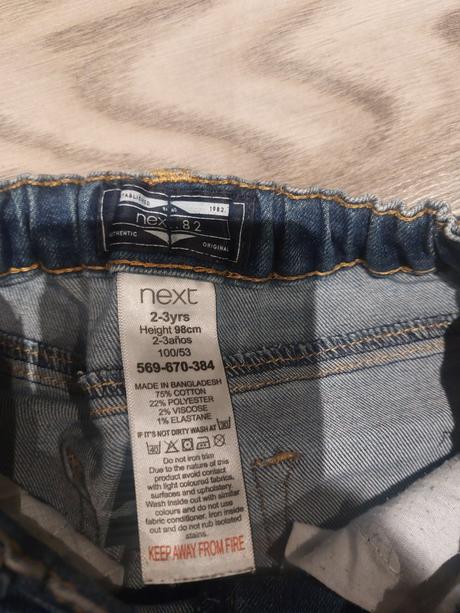 ESTABLISHED
1982
next 82
AUTHENTIC
ORIGINAL
next
2-3yrs
Height 98cm
2-3años
100/53
569-670-384
MADE IN BANGLADESH
75% COTTON
22% POLYESTER
2% VISCOSE
1% ELASTANE
IF IT'S NOT DIRTY WASH AT
Do not iron trim
Due to the nature of this
product avoid contact
with light coloured fabrics,
surfaces and upholstery.
Wash inside out with similar
colours and do not use
fabric conditioner. Iron inside
out and do not rub isolated
stains.
KEEP AWAY FROM FIRE